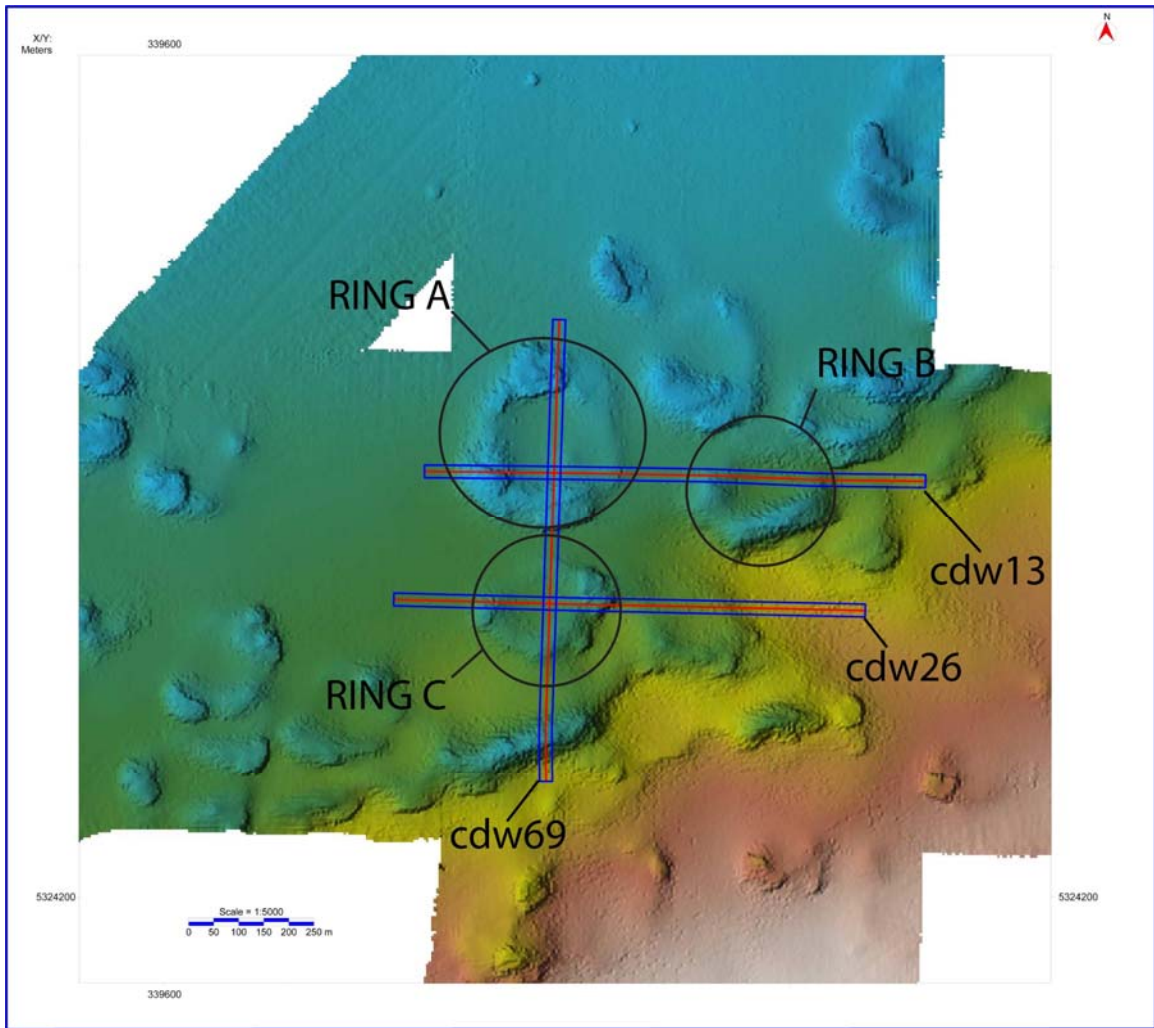 X/Y:
Meters
339600
N
RING A
RING B
cdw13
cdw26
RING C
cdw69
5324200
5324200
Scale = 1:5000
0 50 100 150 200 250 m
339600